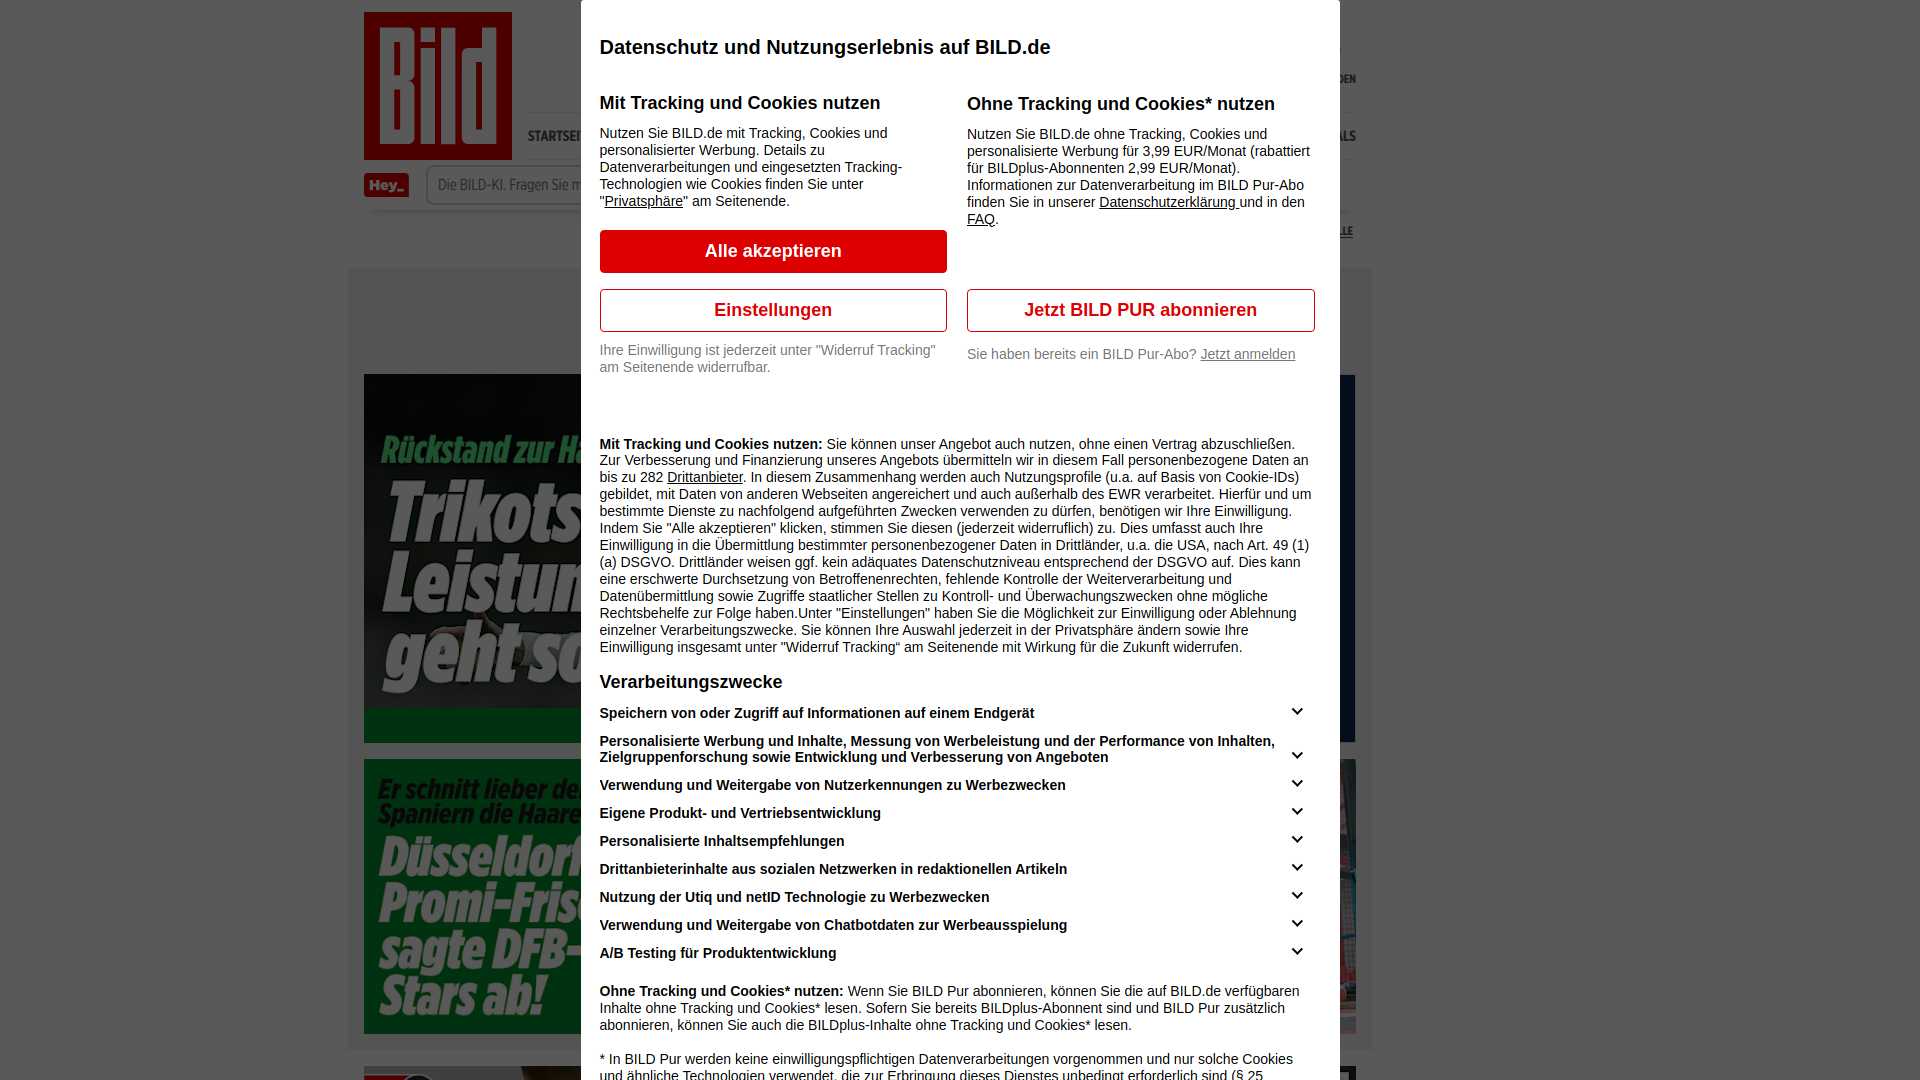 Bild
STARTSEI
Hey_
Die BILD-KI. Fragen Sie m
DEN
ALS
LLE
Rückstand zur Ha
Trikots
Leistun
geht so
Er schnitt lieber de
Spaniern die Haare
Düsseldorf
Promi-Fris
sagte DFB-
Stars ab!
Datenschutz und Nutzungserlebnis auf BILD.de
Mit Tracking und Cookies nutzen
Nutzen Sie BILD.de mit Tracking, Cookies und
personalisierter Werbung. Details zu
Datenverarbeitungen und eingesetzten Tracking-
Technologien wie Cookies finden Sie unter
"Privatsphäre" am Seitenende.
Alle akzeptieren
Einstellungen
Ihre Einwilligung ist jederzeit unter "Widerruf Tracking"
am Seitenende widerrufbar.
Ohne Tracking und Cookies* nutzen
Nutzen Sie BILD.de ohne Tracking, Cookies und
personalisierte Werbung für 3,99 EUR/Monat (rabattiert
für BILDplus-Abonnenten 2,99 EUR/Monat).
Informationen zur Datenverarbeitung im BILD Pur-Abo
finden Sie in unserer Datenschutzerklärung und in den
FAQ.
Jetzt BILD PUR abonnieren
Sie haben bereits ein BILD Pur-Abo? Jetzt anmelden
Mit Tracking und Cookies nutzen: Sie können unser Angebot auch nutzen, ohne einen Vertrag abzuschließen.
Zur Verbesserung und Finanzierung unseres Angebots übermitteln wir in diesem Fall personenbezogene Daten an
bis zu 282 Drittanbieter. In diesem Zusammenhang werden auch Nutzungsprofile (u.a. auf Basis von Cookie-IDs)
gebildet, mit Daten von anderen Webseiten angereichert und auch außerhalb des EWR verarbeitet. Hierfür und um
bestimmte Dienste zu nachfolgend aufgeführten Zwecken verwenden zu dürfen, benötigen wir Ihre Einwilligung.
Indem Sie "Alle akzeptieren" klicken, stimmen Sie diesen (jederzeit widerruflich) zu. Dies umfasst auch Ihre
Einwilligung in die Übermittlung bestimmter personenbezogener Daten in Drittländer, u.a. die USA, nach Art. 49 (1)
(a) DSGVO. Drittländer weisen ggf. kein adäquates Datenschutzniveau entsprechend der DSGVO auf. Dies kann
eine erschwerte Durchsetzung von Betroffenenrechten, fehlende Kontrolle der Weiterverarbeitung und
Datenübermittlung sowie Zugriffe staatlicher Stellen zu Kontroll- und Überwachungszwecken ohne mögliche
Rechtsbehelfe zur Folge haben.Unter "Einstellungen" haben Sie die Möglichkeit zur Einwilligung oder Ablehnung
einzelner Verarbeitungszwecke. Sie können Ihre Auswahl jederzeit in der Privatsphäre ändern sowie Ihre
Einwilligung insgesamt unter "Widerruf Tracking“ am Seitenende mit Wirkung für die Zukunft widerrufen.
Verarbeitungszwecke
Speichern von oder Zugriff auf Informationen auf einem Endgerät
Personalisierte Werbung und Inhalte, Messung von Werbeleistung und der Performance von Inhalten,
Zielgruppenforschung sowie Entwicklung und Verbesserung von Angeboten
Verwendung und Weitergabe von Nutzerkennungen zu Werbezwecken
Eigene Produkt- und Vertriebsentwicklung
Personalisierte Inhaltsempfehlungen
Drittanbieterinhalte aus sozialen Netzwerken in redaktionellen Artikeln
Nutzung der Utiq und netID Technologie zu Werbezwecken
Verwendung und Weitergabe von Chatbotdaten zur Werbeausspielung
A/B Testing für Produktentwicklung
Ohne Tracking und Cookies* nutzen: Wenn Sie BILD Pur abonnieren, können Sie die auf BILD.de verfügbaren
Inhalte ohne Tracking und Cookies* lesen. Sofern Sie bereits BILDplus-Abonnent sind und BILD Pur zusätzlich
abonnieren, können Sie auch die BILDplus-Inhalte ohne Tracking und Cookies* lesen.
* In BILD Pur werden keine einwilligungspflichtigen Datenverarbeitungen vorgenommen und nur solche Cookies
und ähnliche Technologien verwendet, die zur Erbringung dieses Dienstes unbedingt erforderlich sind (§ 25